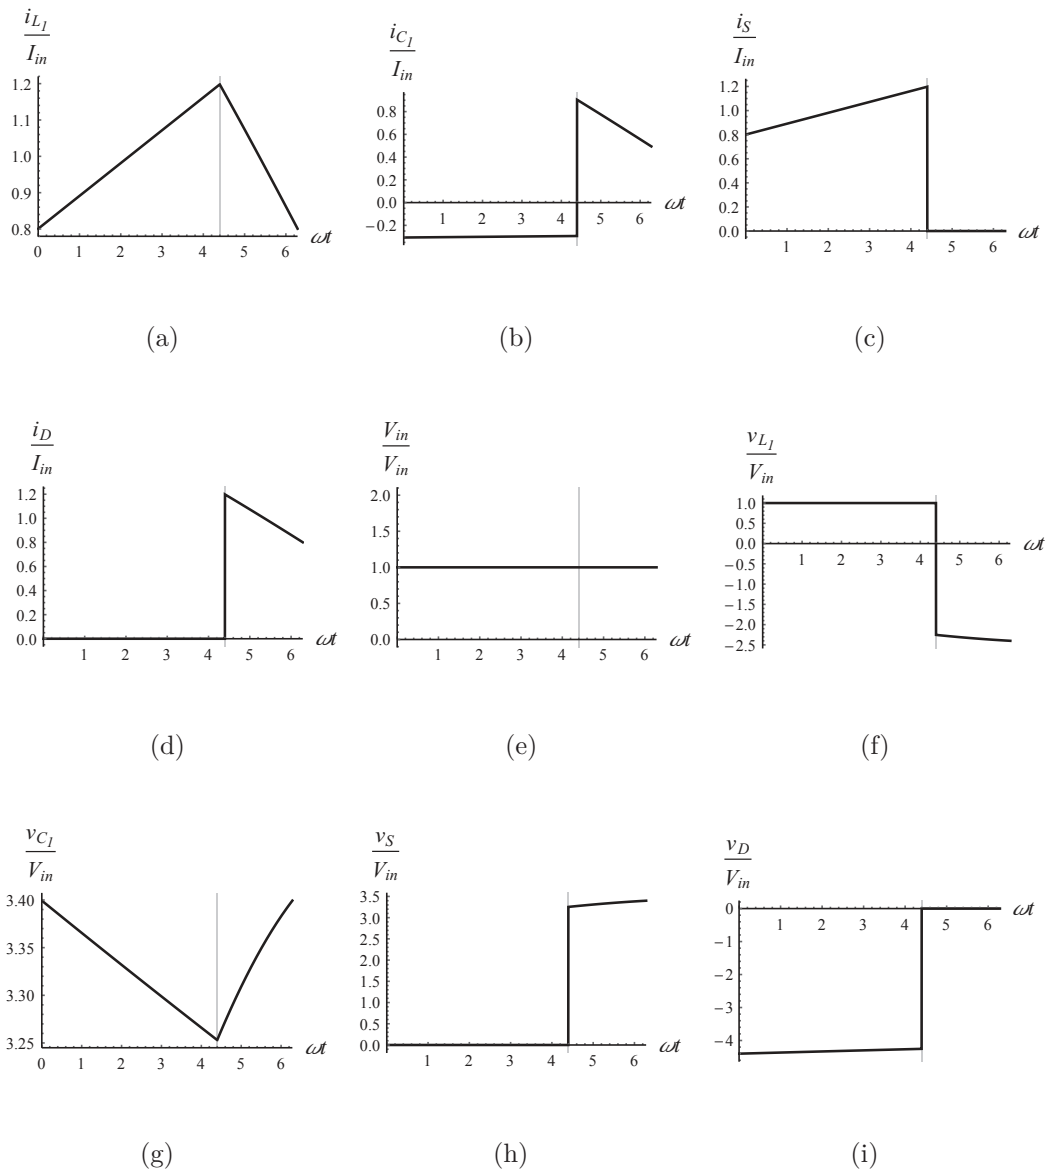 i_{L_1}/I_{in}
1.2
1.1
1.0
0.9
0.8
0 1 2 3 4 5 6 ωt
(a)
i_{C_1}/I_{in}
0.8
0.6
0.4
0.2
0.0
−0.2
1 2 3 4 5 6 ωt
(b)
i_S/I_{in}
1.2
1.0
0.8
0.6
0.4
0.2
0.0
1 2 3 4 5 6 ωt
(c)
i_D/I_{in}
1.2
1.0
0.8
0.6
0.4
0.2
0.0
1 2 3 4 5 6 ωt
(d)
V_{in}/V_{in}
2.0
1.5
1.0
0.5
0.0
1 2 3 4 5 6 ωt
(e)
v_{L_1}/V_{in}
1.0
0.5
0.0
−0.5
−1.0
−1.5
−2.0
−2.5
1 2 3 4 5 6 ωt
(f)
v_{C_1}/V_{in}
3.40
3.35
3.30
3.25
0 1 2 3 4 5 6 ωt
(g)
v_S/V_{in}
3.5
3.0
2.5
2.0
1.5
1.0
0.5
0.0
1 2 3 4 5 6 ωt
(h)
v_D/V_{in}
0
−1
−2
−3
−4
1 2 3 4 5 6 ωt
(i)